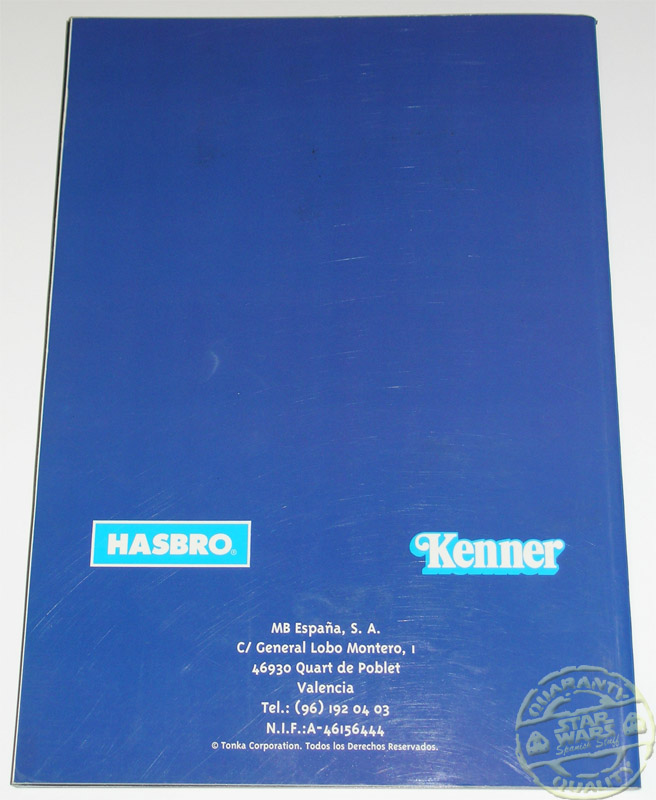 HASBRO®
Kenner
MB España, S. A.
C/ General Lobo Montero, 1
46930 Quart de Poblet
Valencia
Tel.: (96) 192 04 03
N.I.F.:A-46156444
© Tonka Corporation. Todos los Derechos Reservados.
QUARANTY
STAR
WARS
Spanish Stuff
QUALITY